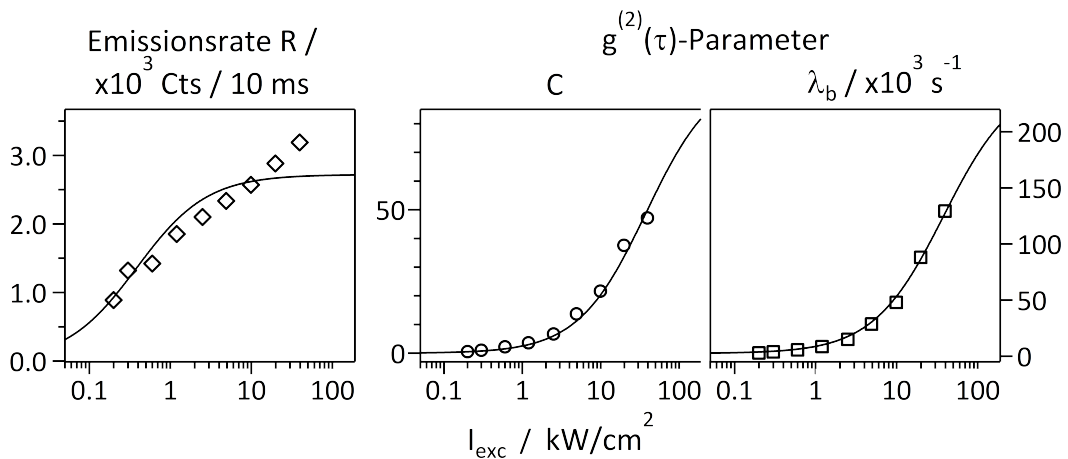 Emissionsrate R /
x10³ Cts / 10 ms
g⁽²⁾(τ)-Parameter
C
λb / x10³ s⁻¹
3.0
2.0
1.0
0.0
50
0
200
150
100
50
0
0.1 1 10 100
0.1 1 10 100
0.1 1 10 100
Iexc / kW/cm²